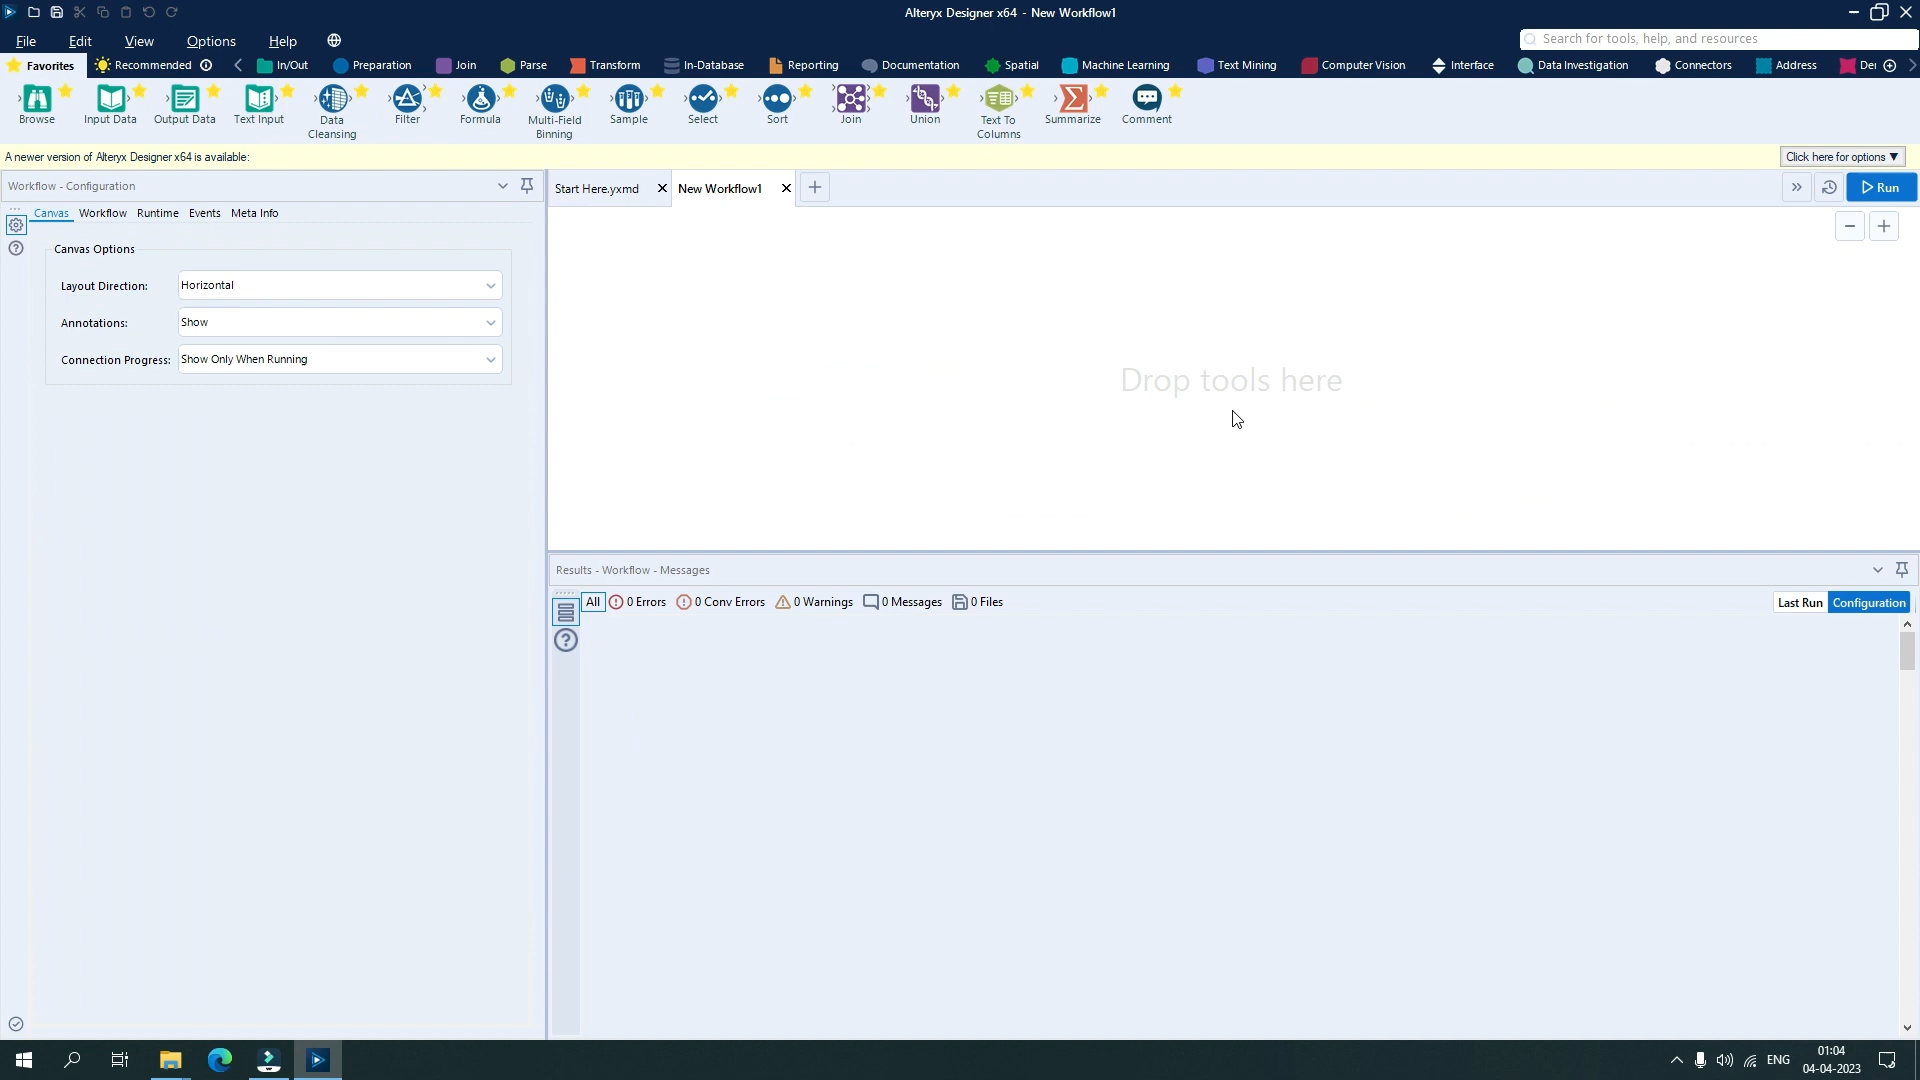 Alteryx Designer x64 - New Workflow1
File Edit View Options Help
Search for tools, help, and resources
Favorites Recommended In/Out Preparation Join Parse Transform In-Database Reporting Documentation Spatial Machine Learning Text Mining Computer Vision Interface Data Investigation Connectors Address
Browse Input Data Output Data Text Input Data Cleansing Filter Formula Multi-Field Binning Sample Select Sort Join Union Text To Columns Summarize Comment
A newer version of Alteryx Designer x64 is available:
Click here for options ▼
Workflow - Configuration
Start Here.yxmd New Workflow1
Run
Canvas Workflow Runtime Events Meta Info
Canvas Options
Layout Direction: Horizontal
Annotations: Show
Connection Progress: Show Only When Running
Drop tools here
Results - Workflow - Messages
All 0 Errors 0 Conv Errors 0 Warnings 0 Messages 0 Files
Last Run Configuration
ENG
01:04
04-04-2023